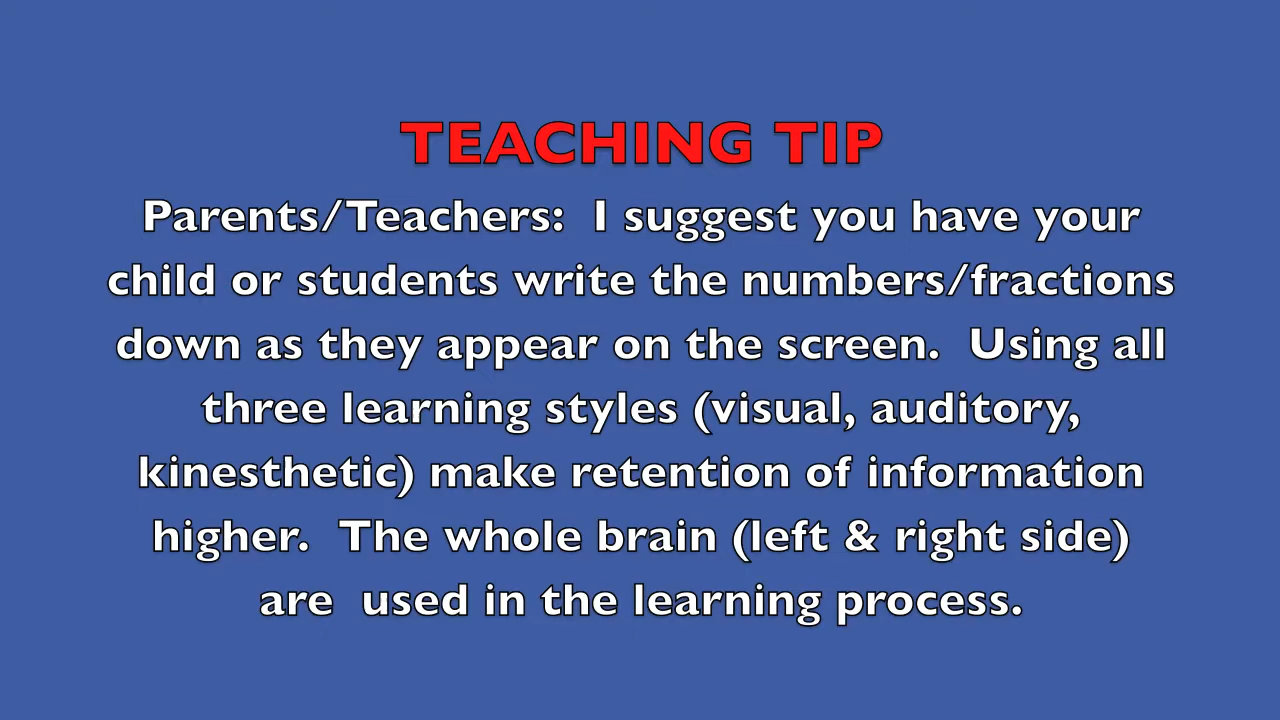 TEACHING TIP
Parents/Teachers:  I suggest you have your
child or students write the numbers/fractions
down as they appear on the screen.  Using all
three learning styles (visual, auditory,
kinesthetic) make retention of information
higher.  The whole brain (left & right side)
are  used in the learning process.